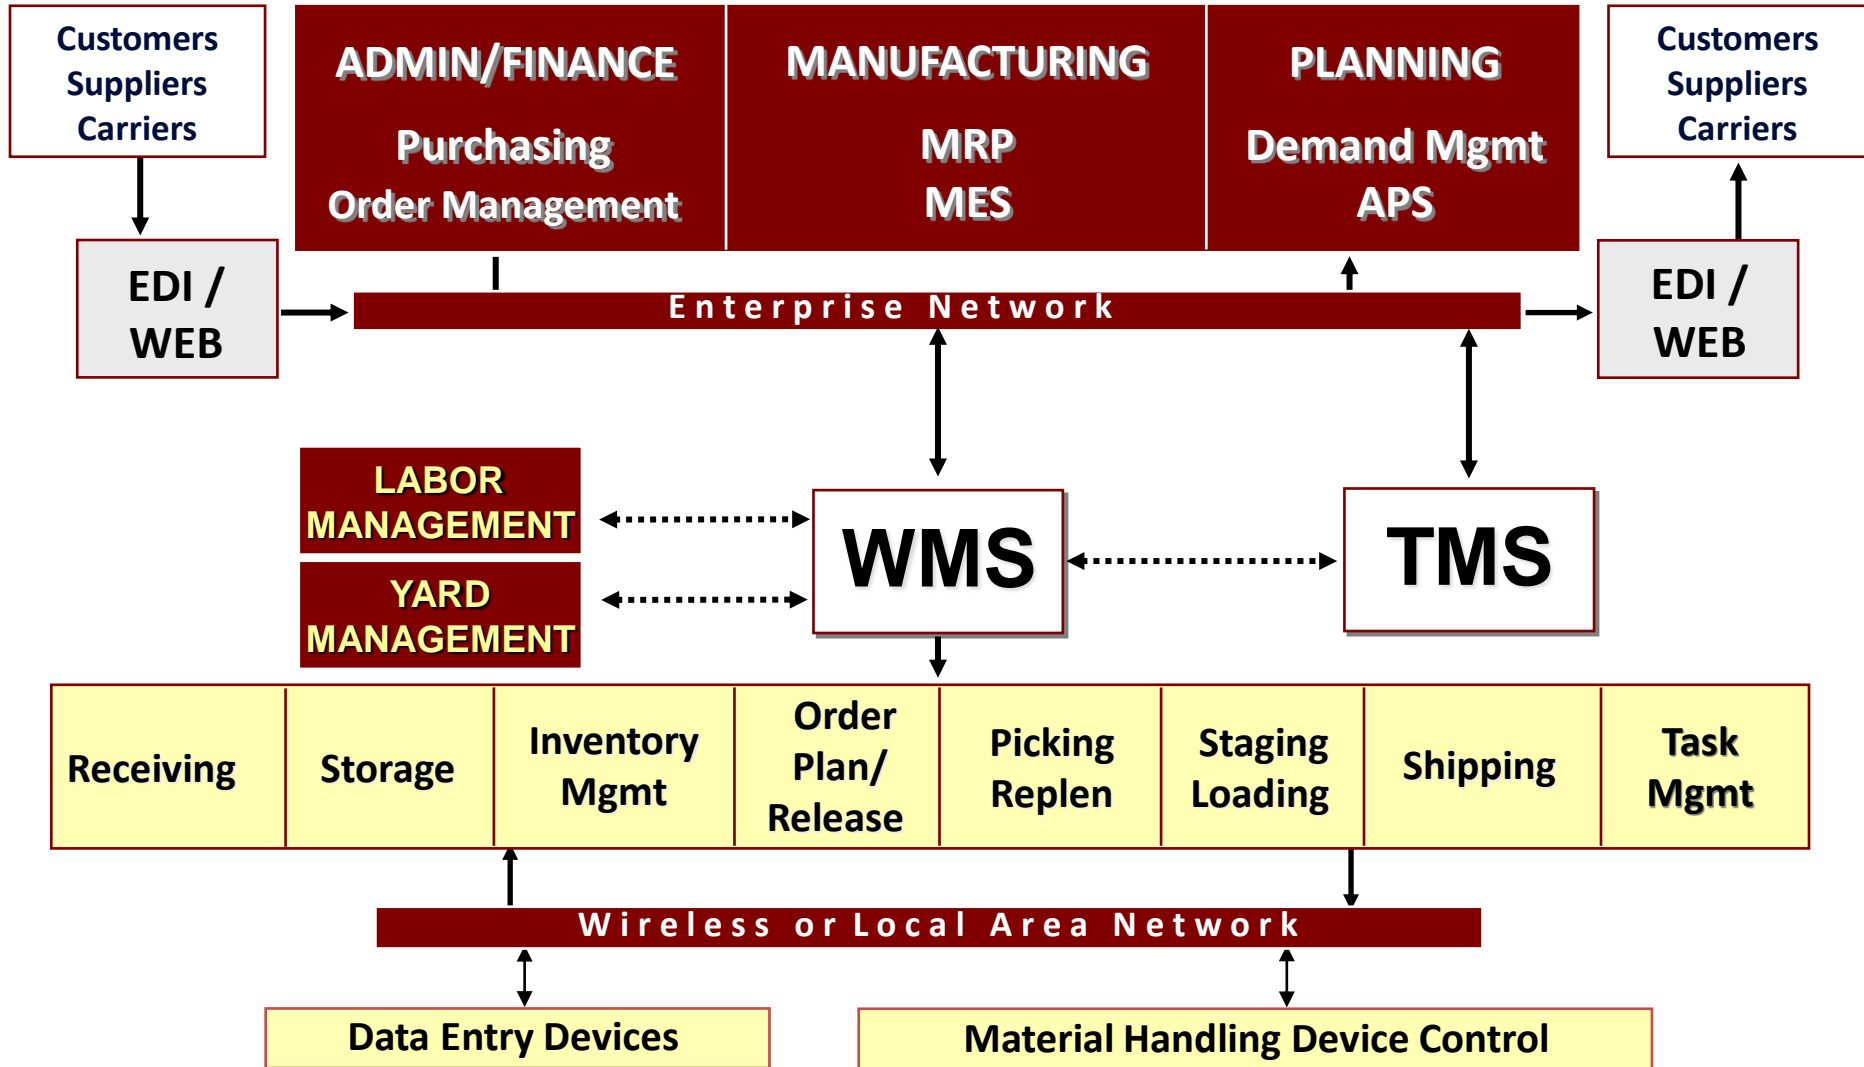 Customers
Suppliers
Carriers
ADMIN/FINANCE
Purchasing
Order Management
MANUFACTURING
MRP
MES
PLANNING
Demand Mgmt
APS
Customers
Suppliers
Carriers
EDI /
WEB
Enterprise Network
EDI /
WEB
LABOR
MANAGEMENT
YARD
MANAGEMENT
WMS
TMS
Receiving
Storage
Inventory
Mgmt
Order
Plan/
Release
Picking
Replen
Staging
Loading
Shipping
Task
Mgmt
Wireless or Local Area Network
Data Entry Devices
Material Handling Device Control